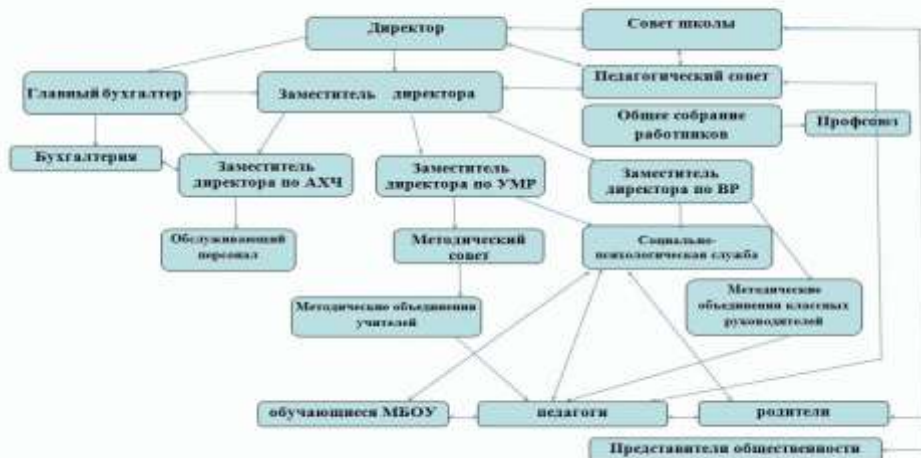 Директор
Совет школы
Главный бухгалтер
Заместитель директора
Педагогический совет
Общее собрание
работников
Профсоюз
Бухгалтерия
Заместитель
директора по АХЧ
Заместитель
директора по УМР
Заместитель
директора по ВР
Обслуживающий
персонал
Методический
совет
Социально-
психологическая служба
Методические объединения
учителей
Методические
объединения классных
руководителей
обучающиеся МБОУ
педагоги
родители
Представители общественности